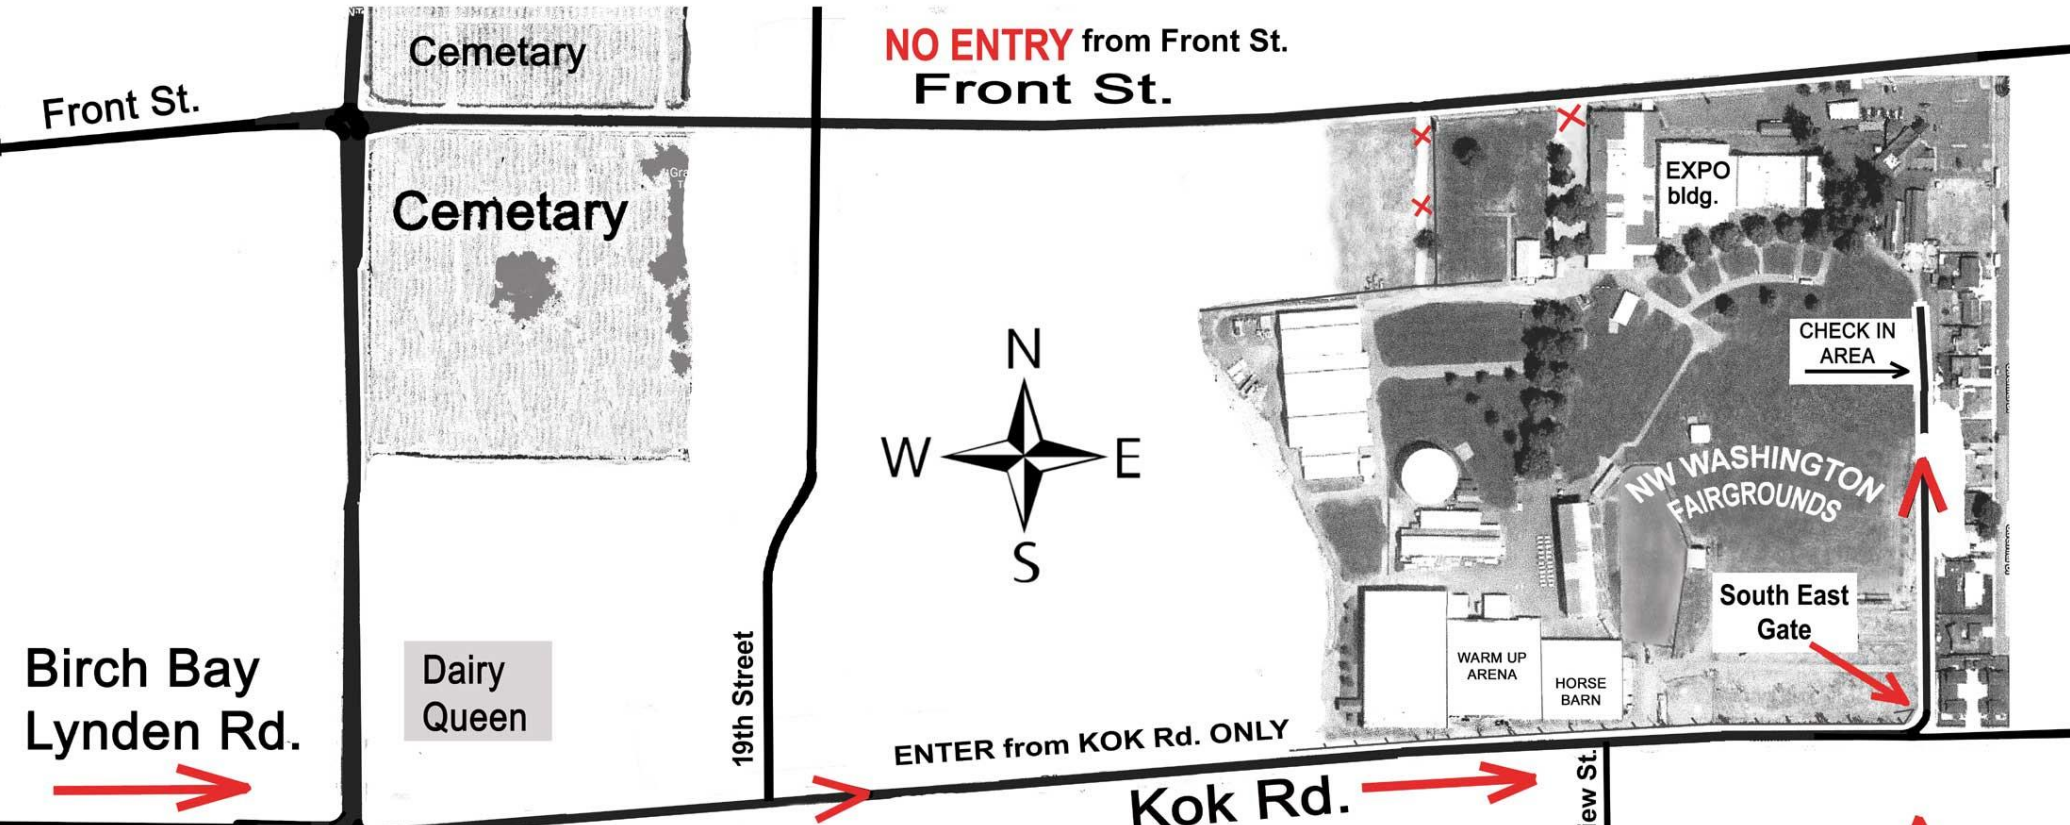 Cemetary
NO ENTRY from Front St.
Front St.
Front St.
Cemetary
EXPO
bldg.
CHECK IN
AREA
N
W E
S
NW WASHINGTON
FAIRGROUNDS
South East
Gate
Birch Bay
Lynden Rd.
Dairy
Queen
19th Street
WARM UP
ARENA
HORSE
BARN
ENTER from KOK Rd. ONLY
Kok Rd.
St.